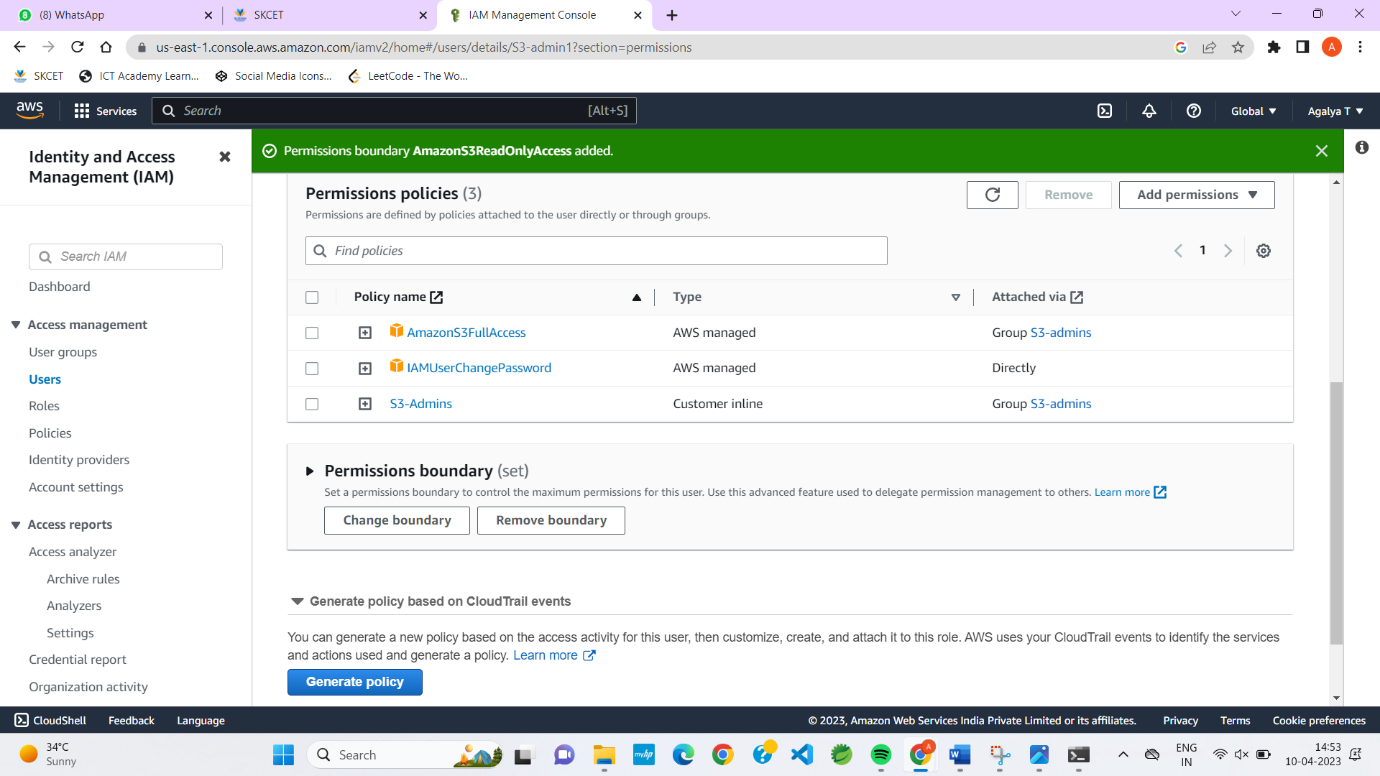 (8) WhatsApp
SKCET
IAM Management Console
us-east-1.console.aws.amazon.com/iamv2/home#/users/details/S3-admin1?section=permissions
A
SKCET
ICT Academy Learn...
Social Media Icons...
LeetCode - The Wo...
aws
Services
Search
[Alt+S]
Global
Agalya T
Identity and Access
Management (IAM)
Search IAM
Dashboard
Access management
User groups
Users
Roles
Policies
Identity providers
Account settings
Access reports
Access analyzer
Archive rules
Analyzers
Settings
Credential report
Organization activity
Permissions boundary AmazonS3ReadOnlyAccess added.
Permissions policies (3)
Permissions are defined by policies attached to the user directly or through groups.
Remove
Add permissions
Find policies
1
Policy name
Type
Attached via
AmazonS3FullAccess
AWS managed
Group S3-admins
IAMUserChangePassword
AWS managed
Directly
S3-Admins
Customer inline
Group S3-admins
Permissions boundary (set)
Set a permissions boundary to control the maximum permissions for this user. Use this advanced feature used to delegate permission management to others. Learn more
Change boundary
Remove boundary
Generate policy based on CloudTrail events
You can generate a new policy based on the access activity for this user, then customize, create, and attach it to this role. AWS uses your CloudTrail events to identify the services
and actions used and generate a policy. Learn more
Generate policy
CloudShell
Feedback
Language
© 2023, Amazon Web Services India Private Limited or its affiliates.
Privacy
Terms
Cookie preferences
34°C
Sunny
Search
ENG
IN
14:53
10-04-2023